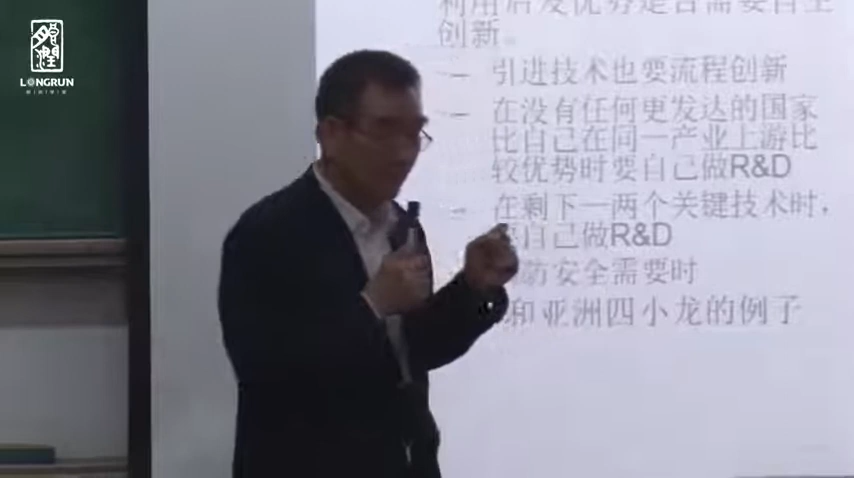 LONGRUN
利用后发优势是否需要自主
创新。
– 引进技术也要流程创新
– 在没有任何更发达的国家
比自己在同一产业上游比
较优势时要自己做R&D
– 在剩下一两个关键技术时，
自己做R&D
防安全需要时
和亚洲四小龙的例子